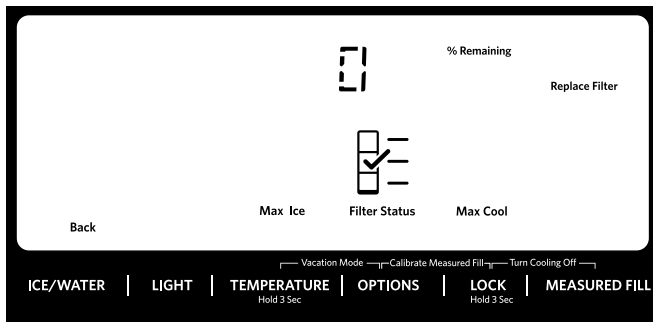 % Remaining
0
Replace Filter
Max Ice Filter Status Max Cool
Back
Vacation Mode Calibrate Measured Fill Turn Cooling Off
ICE/WATER LIGHT TEMPERATURE OPTIONS LOCK MEASURED FILL
Hold 3 Sec Hold 3 Sec